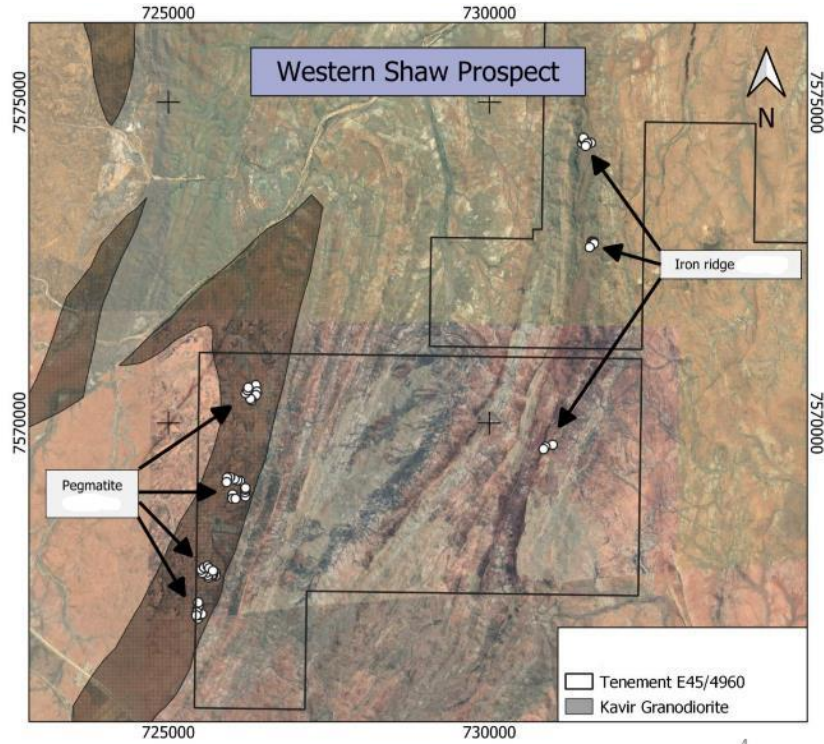 725000
730000
Western Shaw Prospect
7575000
7575000
N
Iron ridge
7570000
7570000
Pegmatite
Tenement E45/4960
Kavir Granodiorite
725000
730000